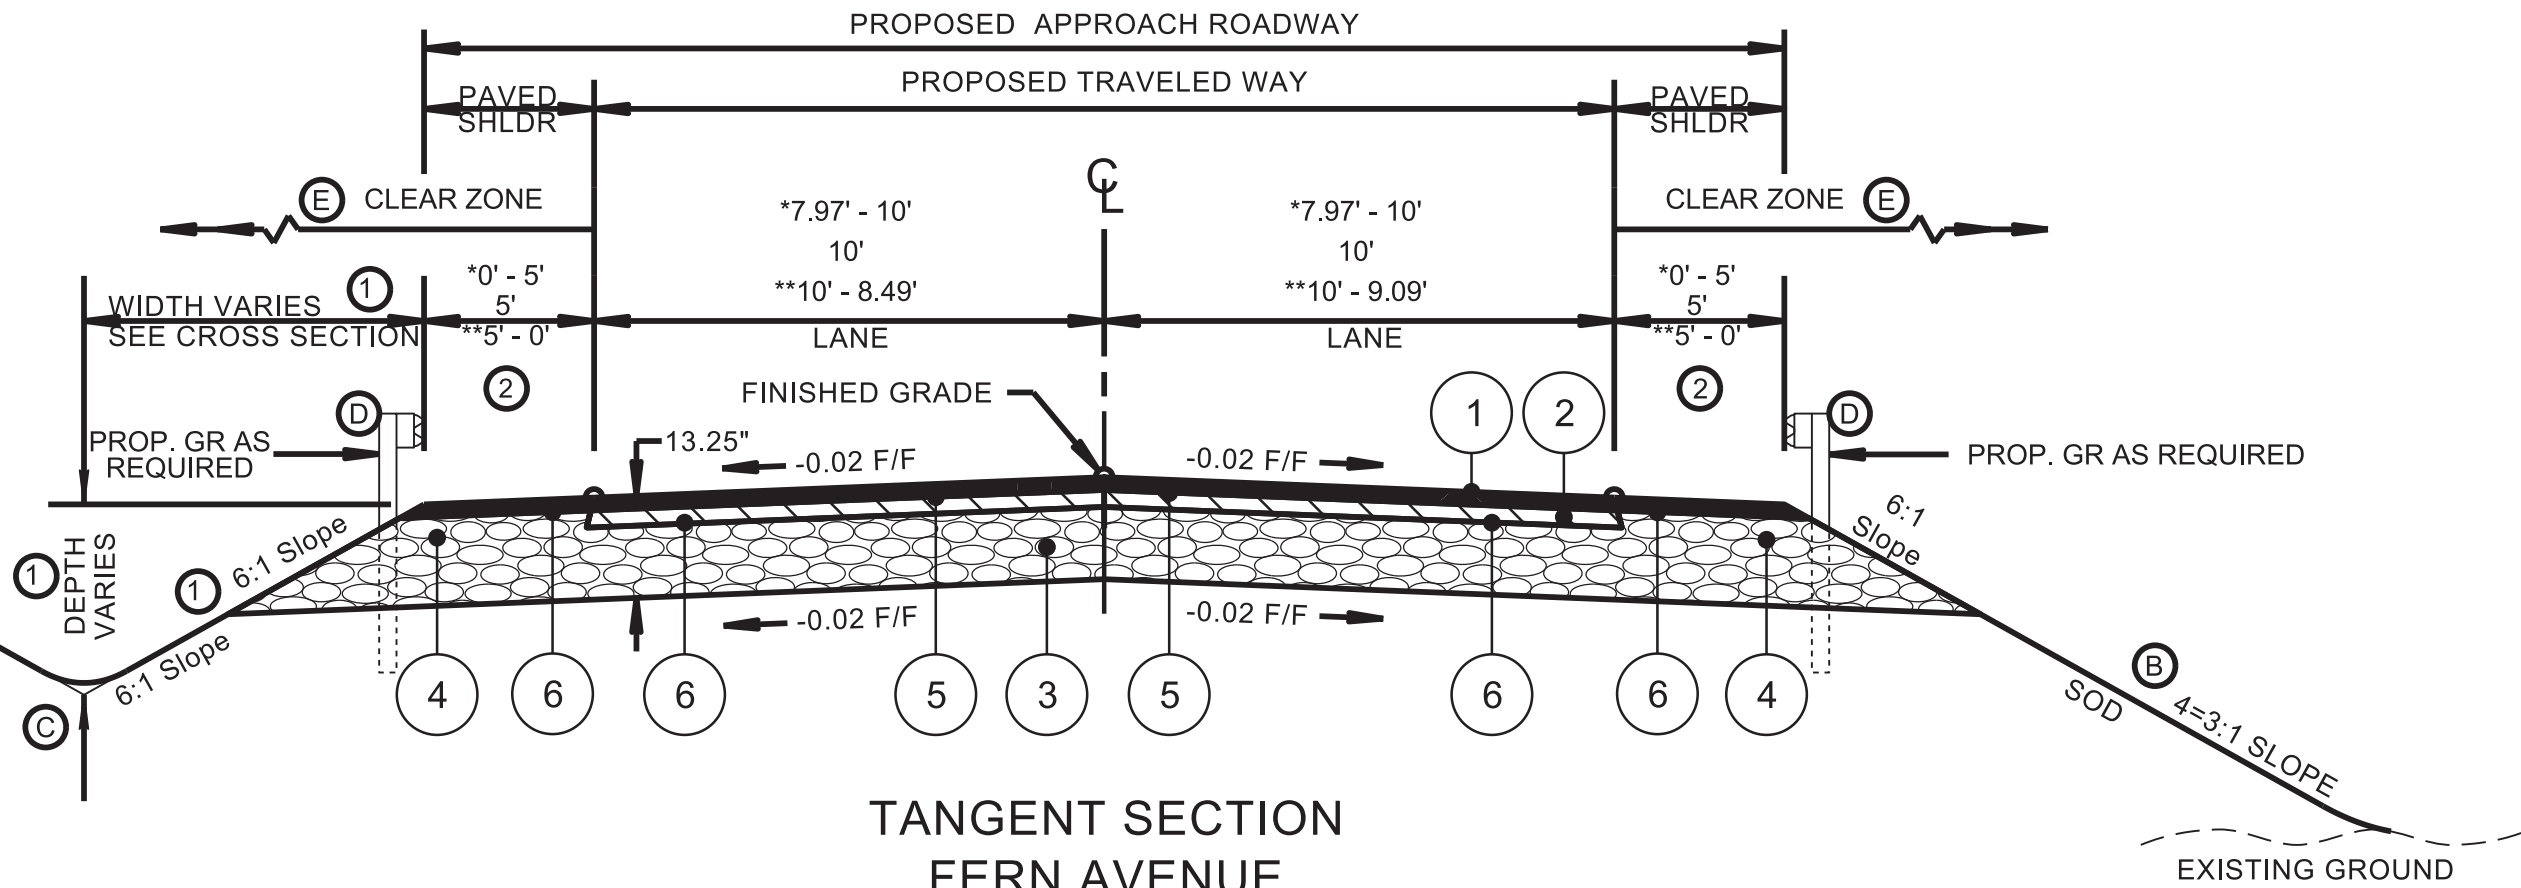 PROPOSED APPROACH ROADWAY
PROPOSED TRAVELED WAY
PAVED
SHLDR
PAVED
SHLDR
E
CLEAR ZONE
CL
CLEAR ZONE
E
*7.97' - 10'
10'
**10' - 8.49'
LANE
*7.97' - 10'
10'
**10' - 9.09'
LANE
1
WIDTH VARIES
SEE CROSS SECTION
*0' - 5'
5'
**5' - 0'
2
*0' - 5'
5'
**5' - 0'
2
FINISHED GRADE
1
2
D
PROP. GR AS
REQUIRED
13.25"
-0.02 F/F
-0.02 F/F
D
PROP. GR AS REQUIRED
6:1 Slope
6:1
Slope
1
DEPTH
VARIES
1
6:1 Slope
-0.02 F/F
-0.02 F/F
C
4
6
6
5
3
5
6
6
4
B
SOD
4=3:1 SLOPE
TANGENT SECTION
FERN AVENUE
EXISTING GROUND